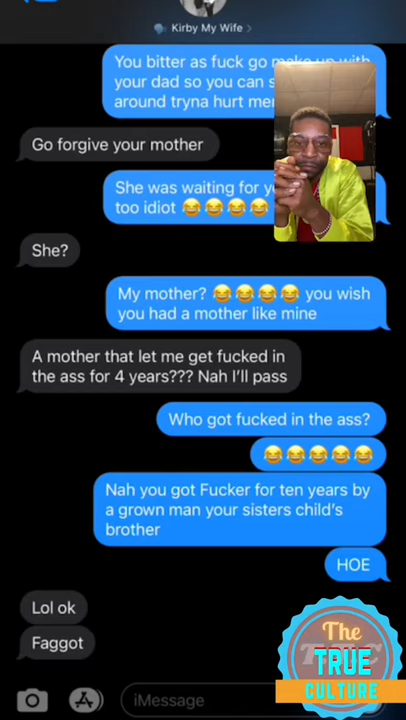 Kirby My Wife >
You bitter as fuck go make up with
your dad so you can s
around tryna hurt me
Go forgive your mother
She was waiting for y
too idiot 😂😂😂😂
She?
My mother? 😂😂😂😂 you wish
you had a mother like mine
A mother that let me get fucked in
the ass for 4 years??? Nah I'll pass
Who got fucked in the ass?
😂😂😂😂😂
Nah you got Fucker for ten years by
a grown man your sisters child's
brother
HOE
Lol ok
Faggot
iMessage
The
TRUE
CULTURE